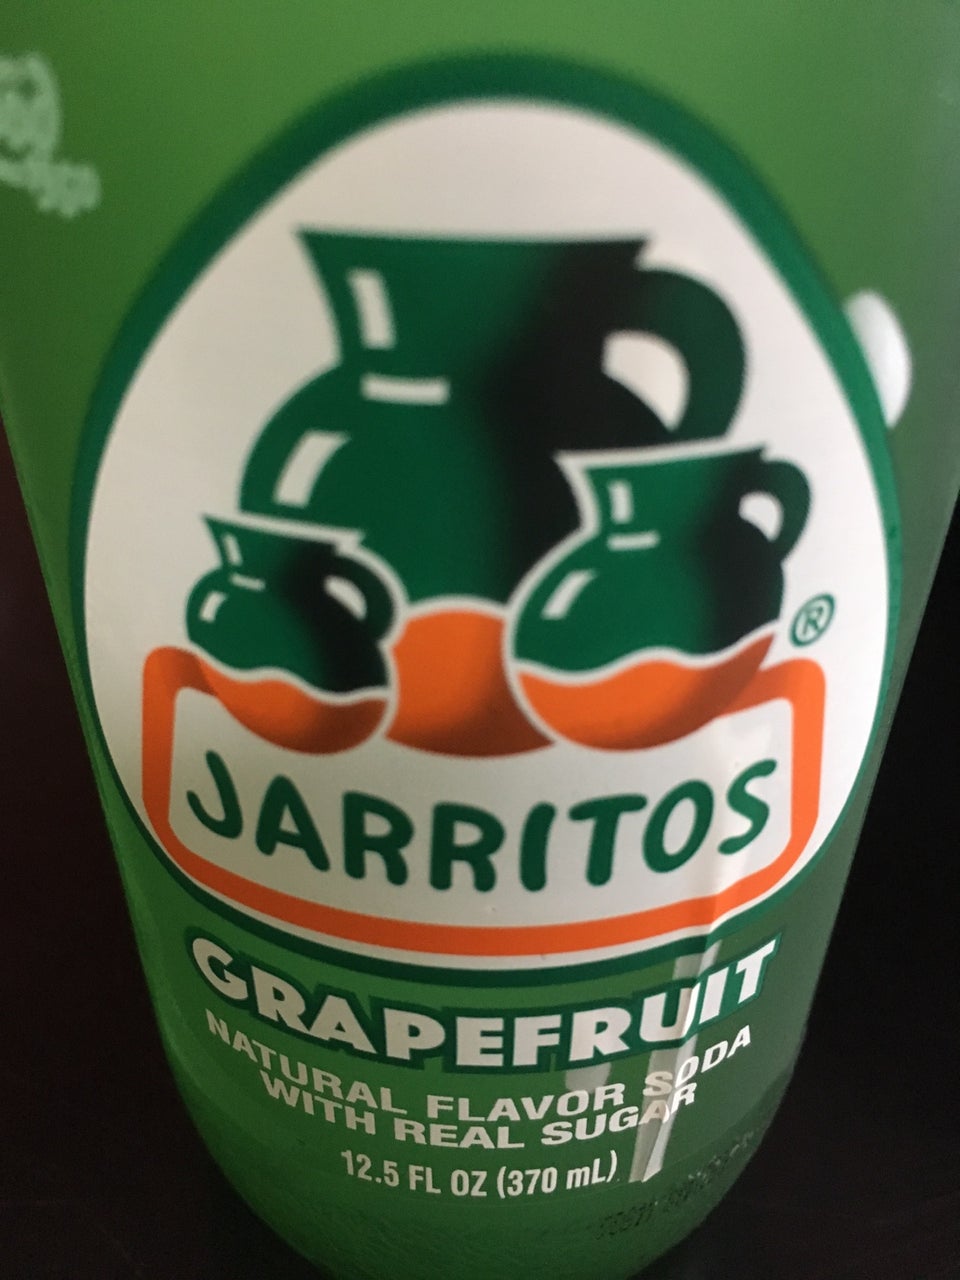 ®
JARRITOS
GRAPEFRUIT
NATURAL FLAVOR SODA
WITH REAL SUGAR
12.5 FL OZ (370 mL)